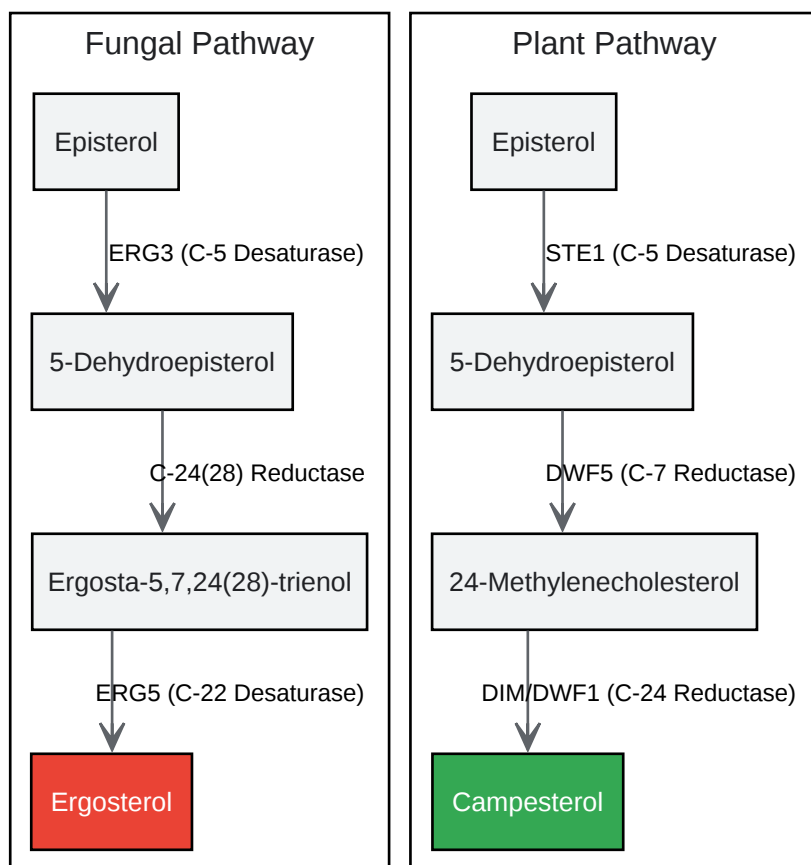 Fungal Pathway
Episterol
ERG3 (C-5 Desaturase)
5-Dehydroepisterol
C-24(28) Reductase
Ergosta-5,7,24(28)-trienol
ERG5 (C-22 Desaturase)
Ergosterol
Plant Pathway
Episterol
STE1 (C-5 Desaturase)
5-Dehydroepisterol
DWF5 (C-7 Reductase)
24-Methylenecholesterol
DIM/DWF1 (C-24 Reductase)
Campesterol